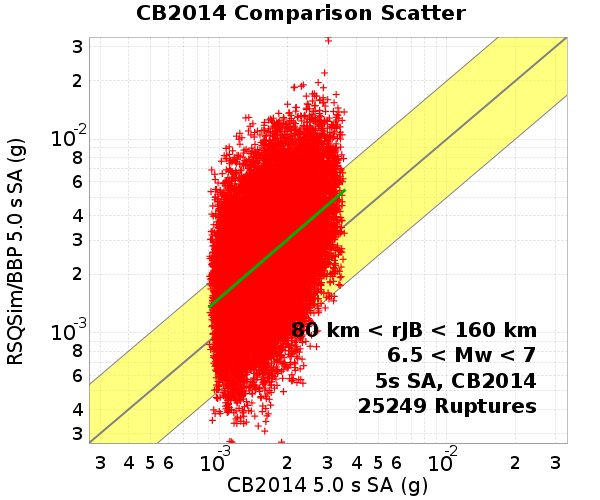 CB2014 Comparison Scatter
RSQSim/BBP 5.0 s SA (g)
3
2
10-2
8
6
4
3
2
10-3
8
6
4
3
80 km < rJB < 160 km
6.5 < Mw < 7
5s SA, CB2014
25249 Ruptures
3 4 5 6 10-3 2 3 4 5 6 10-2 2 3
CB2014 5.0 s SA (g)